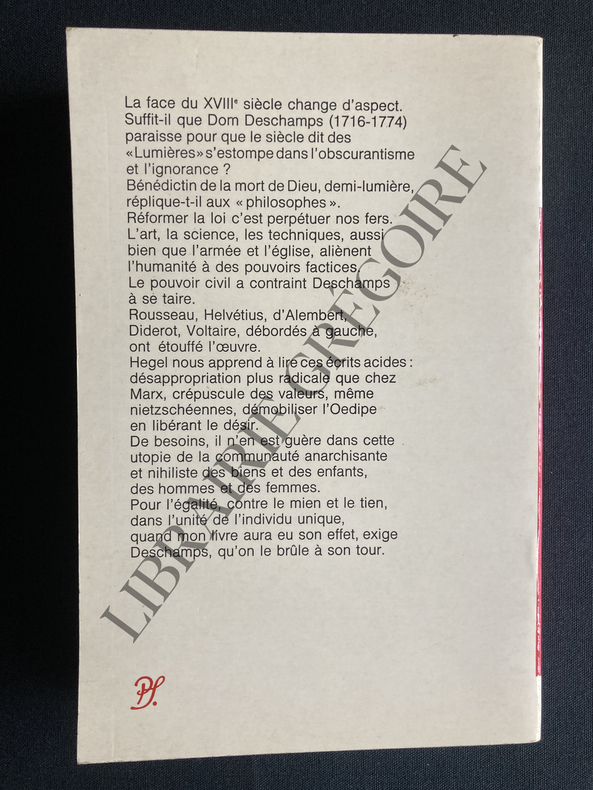 La face du XVIIIᵉ siècle change d'aspect.
Suffit-il que Dom Deschamps (1716-1774)
paraisse pour que le siècle dit des
«Lumières» s'estompe dans l'obscurantisme
et l'ignorance ?
Bénédictin de la mort de Dieu, demi-lumière,
réplique-t-il aux « philosophes ».
Réformer la loi c'est perpétuer nos fers.
L'art, la science, les techniques, aussi
bien que l'armée et l'église, aliènent
l'humanité à des pouvoirs factices.
Le pouvoir civil a contraint Deschamps
à se taire.
Rousseau, Helvétius, d'Alembert,
Diderot, Voltaire, débordés à gauche,
ont étouffé l'œuvre.
Hegel nous apprend à lire ces écrits acides :
désappropriation plus radicale que chez
Marx, crépuscule des valeurs, même
nietzschéennes, démobiliser l'Oedipe
en libérant le désir.
De besoins, il n'en est guère dans cette
utopie de la communauté anarchisante
et nihiliste des biens et des enfants,
des hommes et des femmes.
Pour l'égalité, contre le mien et le tien,
dans l'unité de l'individu unique,
quand mon livre aura eu son effet, exige
Deschamps, qu'on le brûle à son tour.
LIBRAIRIE GRÉGOIRE